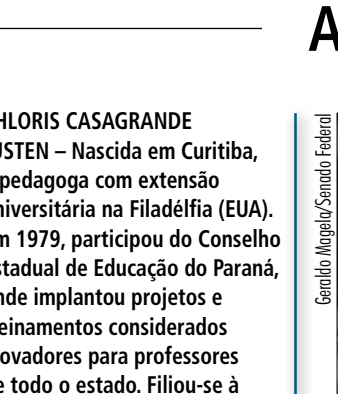 A
HLORIS CASAGRANDE
USTEN – Nascida em Curitiba,
pedagoga com extensão
niversitária na Filadélfia (EUA).
m 1979, participou do Conselho
stadual de Educação do Paraná,
nde implantou projetos e
einamentos considerados
ovadores para professores
e todo o estado. Filiou-se à
Geraldo Magela/Senado Federal